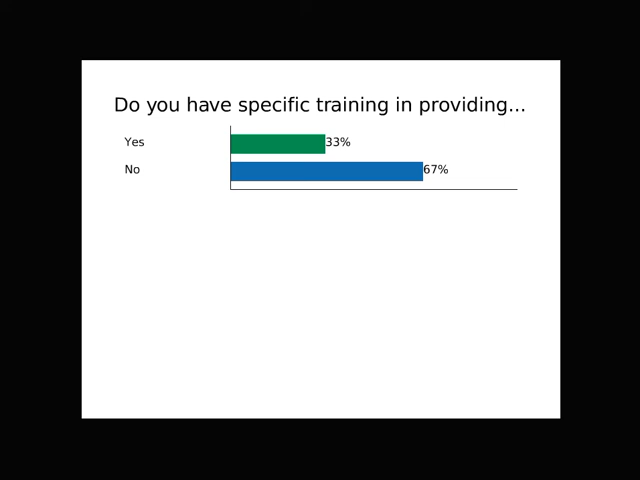 Do you have specific training in providing...
Yes 33%
No 67%